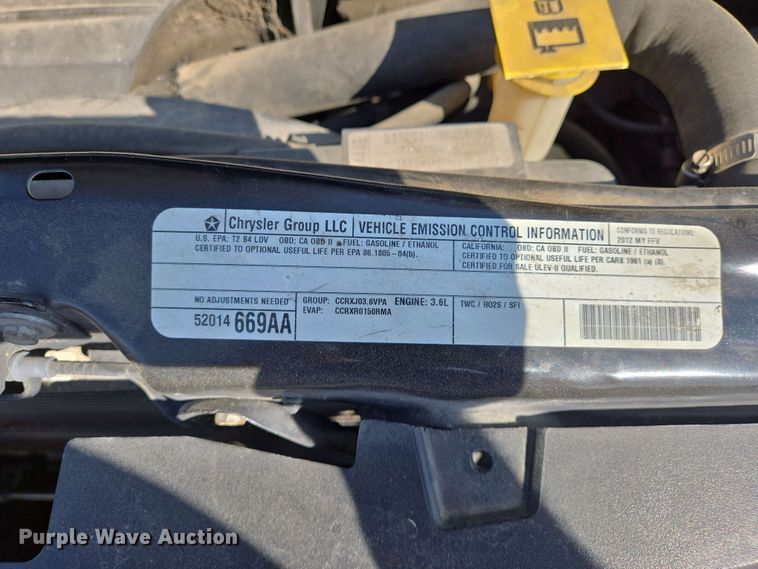 Chrysler Group LLC VEHICLE EMISSION CONTROL INFORMATION CONFORMS TO REGULATIONS:
2012 MY FFV
U.S. EPA: T2 B4 LDV OBD: CA OBD II FUEL: GASOLINE / ETHANOL
CERTIFIED TO OPTIONAL USEFUL LIFE PER EPA 86.1805-04(b).
CALIFORNIA: OBD: CA OBD II FUEL: GASOLINE / ETHANOL
CERTIFIED TO OPTIONAL USEFUL LIFE PER CARB 1961 (a) (8).
CERTIFIED FOR SALE ULEV II QUALIFIED.
NO ADJUSTMENTS NEEDED
52014 669AA
GROUP: CCRXJ03.6VPA ENGINE: 3.6L
EVAP: CCRXR0150RMA
TWC / HO2S / SFI
Purple Wave Auction